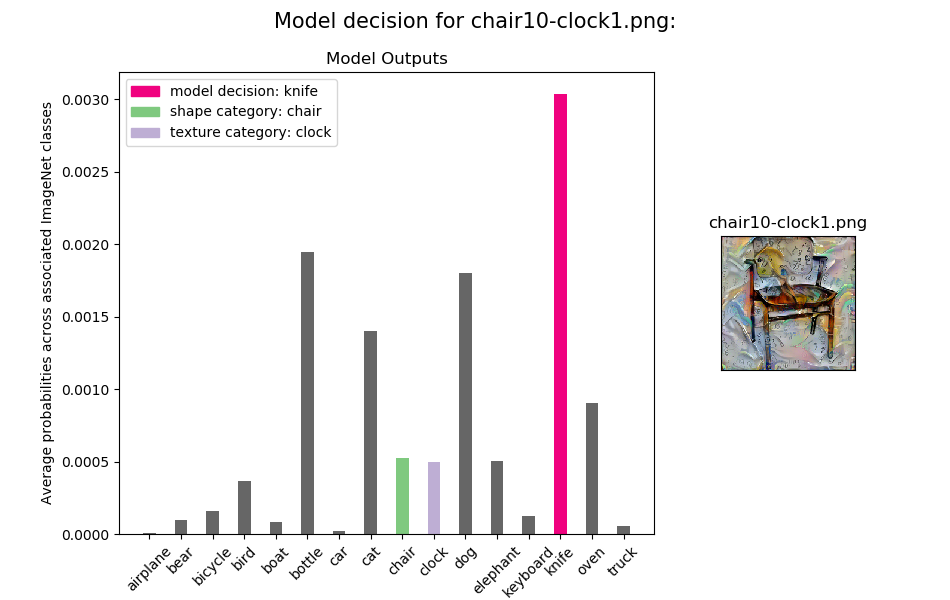 Model decision for chair10-clock1.png:
Model Outputs
model decision: knife
shape category: chair
texture category: clock
Average probabilities across associated ImageNet classes
0.0030
0.0025
0.0020
0.0015
0.0010
0.0005
0.0000
airplane
bear
bicycle
bird
boat
bottle
car
cat
chair
clock
dog
elephant
keyboard
knife
oven
truck
chair10-clock1.png